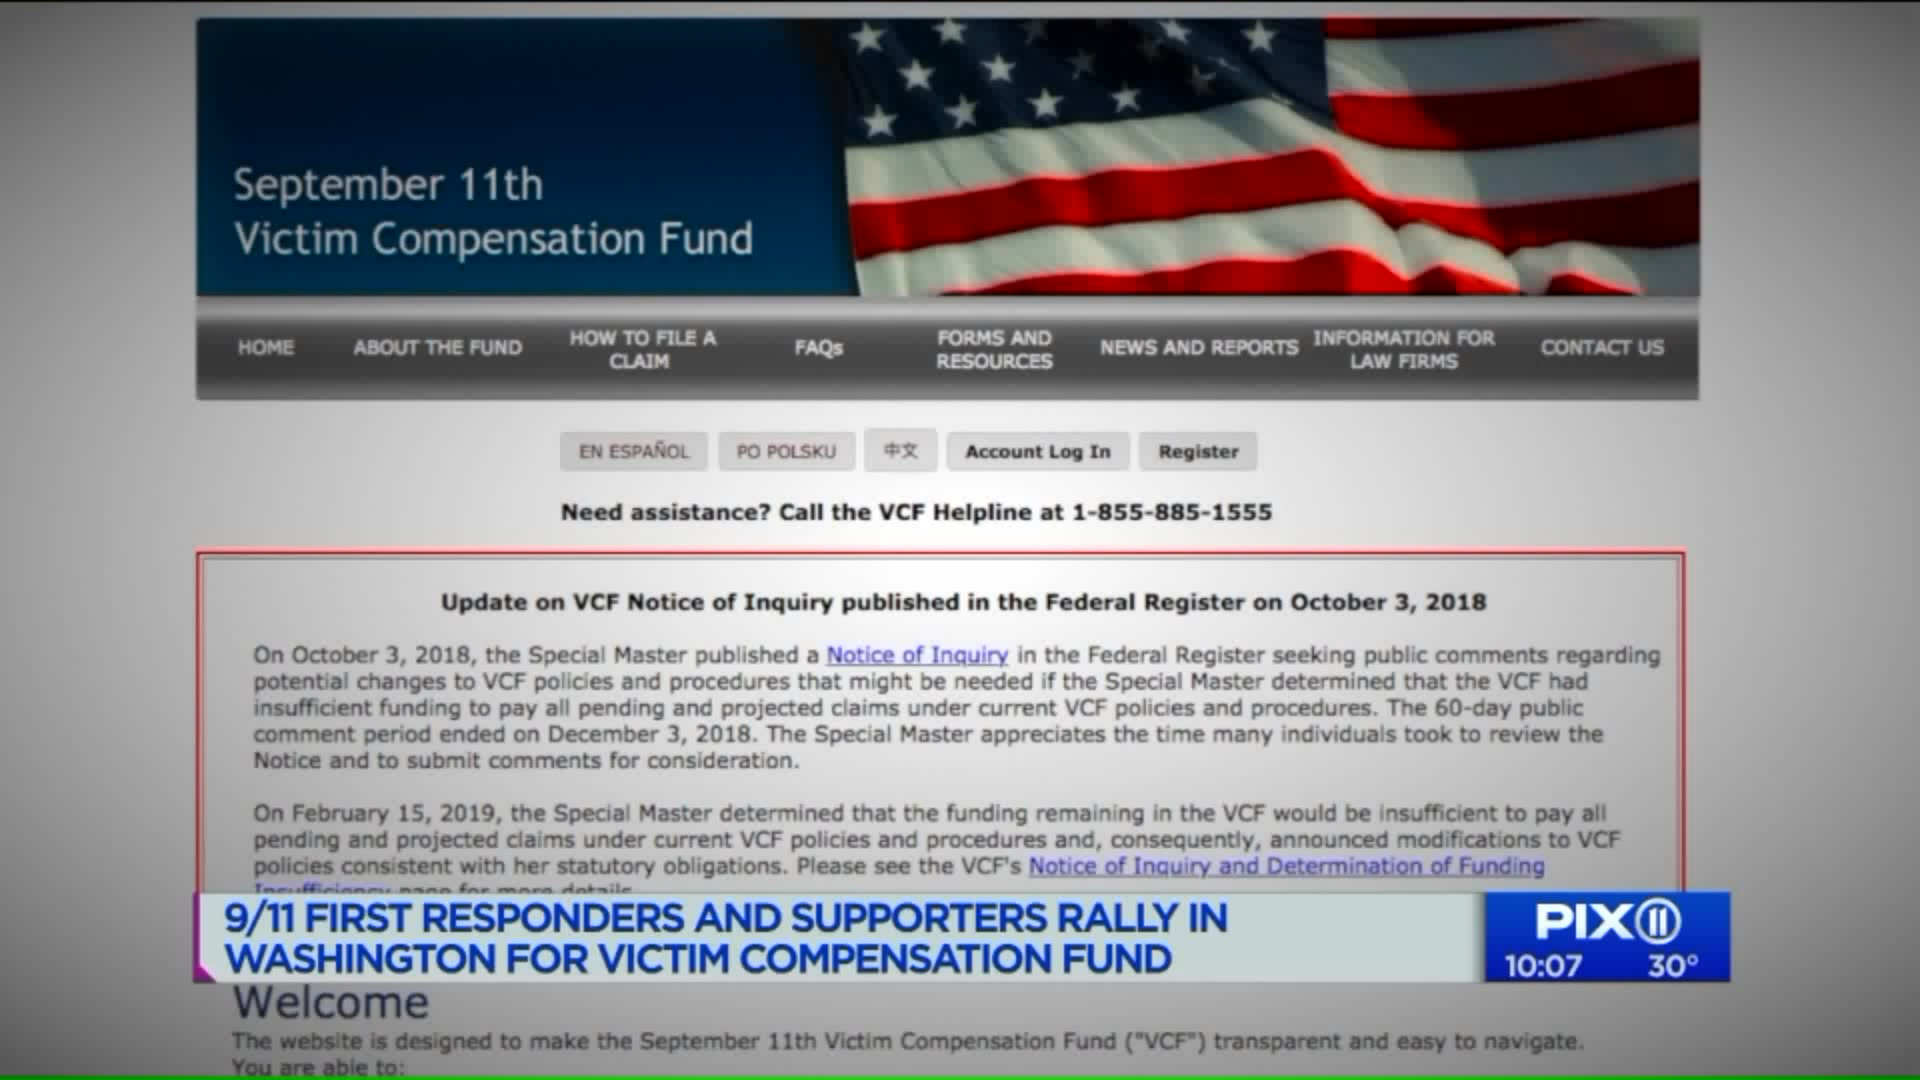 September 11th
Victim Compensation Fund
HOME
ABOUT THE FUND
HOW TO FILE A
CLAIM
FAQs
FORMS AND
RESOURCES
NEWS AND REPORTS
INFORMATION FOR
LAW FIRMS
CONTACT US
EN ESPAÑOL
PO POLSKU
中文
Account Log In
Register
Need assistance? Call the VCF Helpline at 1-855-885-1555
Update on VCF Notice of Inquiry published in the Federal Register on October 3, 2018
On October 3, 2018, the Special Master published a Notice of Inquiry in the Federal Register seeking public comments regarding
potential changes to VCF policies and procedures that might be needed if the Special Master determined that the VCF had
insufficient funding to pay all pending and projected claims under current VCF policies and procedures. The 60-day public
comment period ended on December 3, 2018. The Special Master appreciates the time many individuals took to review the
Notice and to submit comments for consideration.
On February 15, 2019, the Special Master determined that the funding remaining in the VCF would be insufficient to pay all
pending and projected claims under current VCF policies and procedures and, consequently, announced modifications to VCF
policies consistent with her statutory obligations. Please see the VCF's Notice of Inquiry and Determination of Funding
Insufficiency page for more details.
9/11 FIRST RESPONDERS AND SUPPORTERS RALLY IN
WASHINGTON FOR VICTIM COMPENSATION FUND
PIX11
10:07 30°
Welcome
The website is designed to make the September 11th Victim Compensation Fund ("VCF") transparent and easy to navigate.
You are able to: